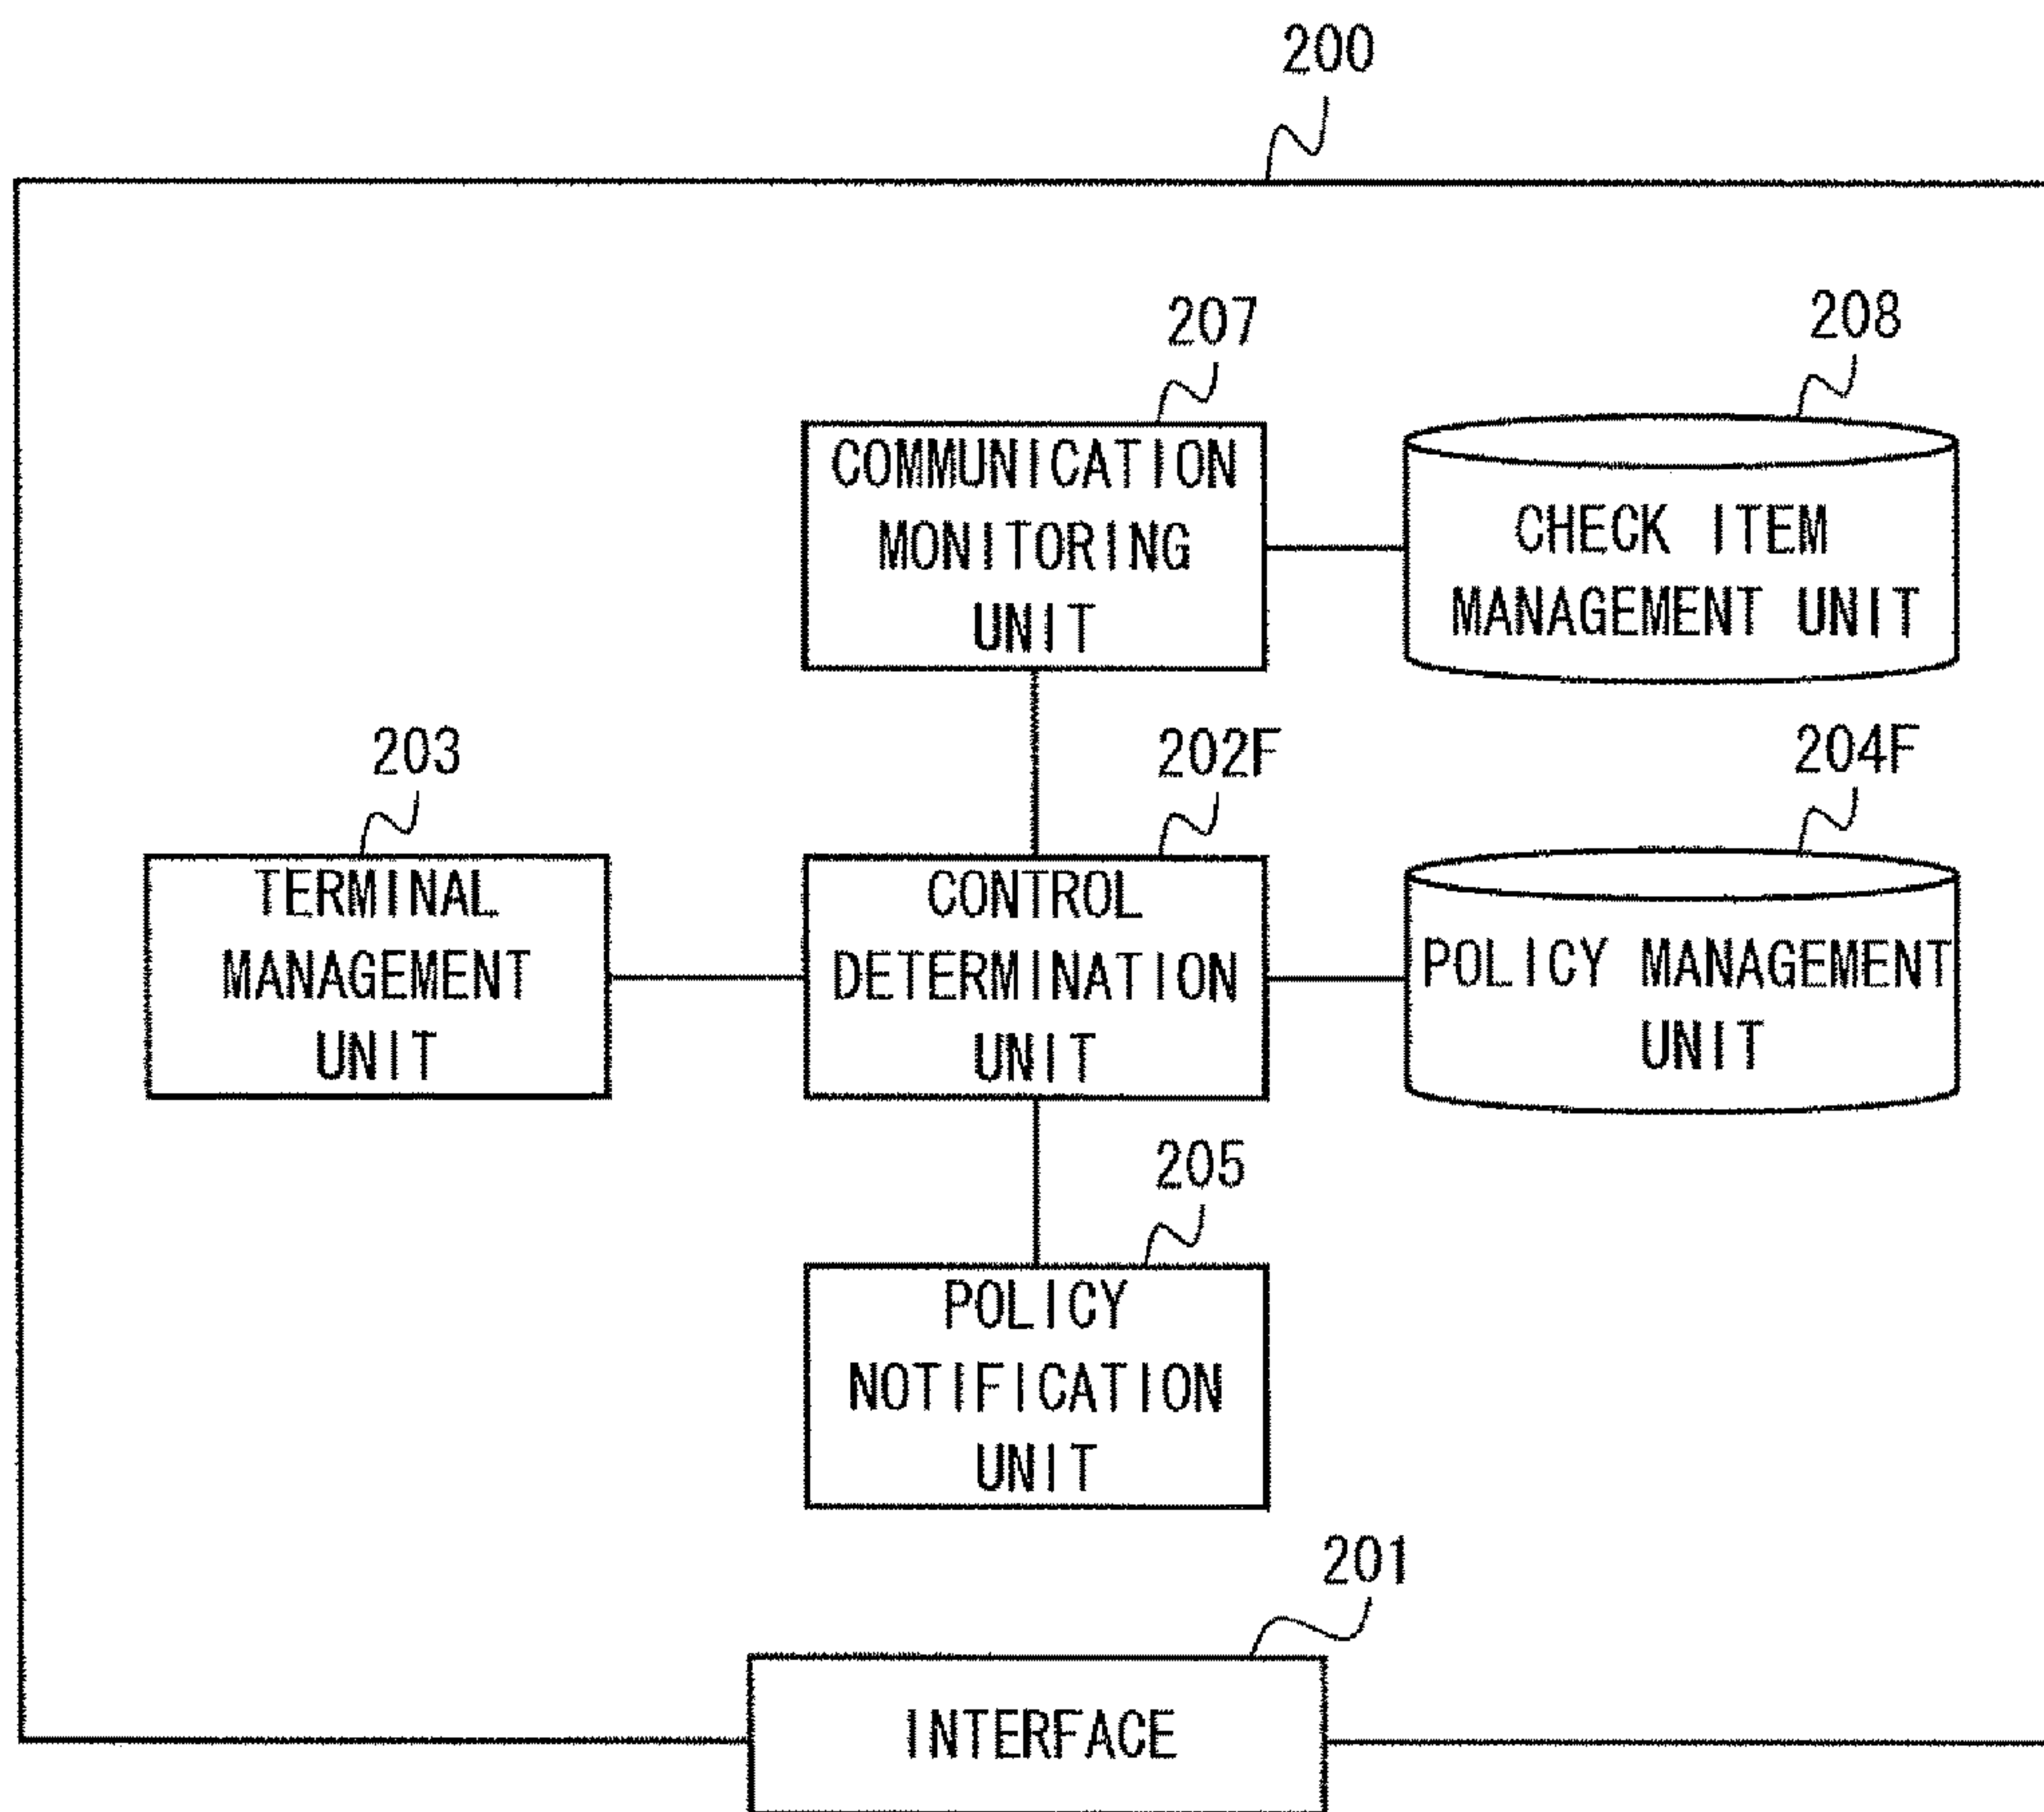 200
207
COMMUNICATION
MONITORING
UNIT
208
CHECK ITEM
MANAGEMENT UNIT
203
TERMINAL
MANAGEMENT
UNIT
202F
CONTROL
DETERMINATION
UNIT
204F
POLICY MANAGEMENT
UNIT
205
POLICY
NOTIFICATION
UNIT
201
INTERFACE